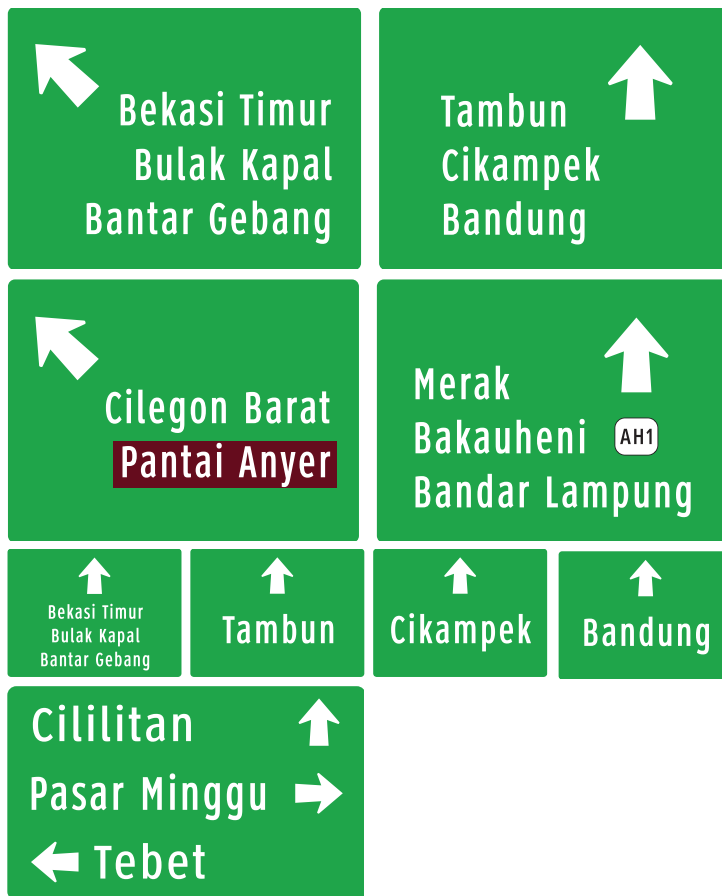 Bekasi Timur
Bulak Kapal
Bantar Gebang
Tambun
Cikampek
Bandung
Cilegon Barat
Pantai Anyer
Merak
Bakauheni AH1
Bandar Lampung
Bekasi Timur
Bulak Kapal
Bantar Gebang
Tambun
Cikampek
Bandung
Cililitan
Pasar Minggu
Tebet